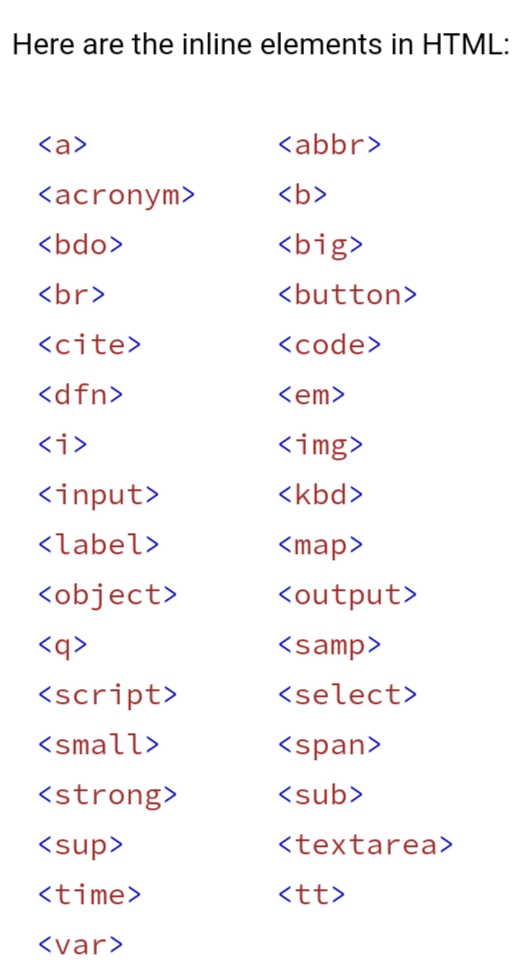 Here are the inline elements in HTML:
<a> <abbr>
<acronym> <b>
<bdo> <big>
<br> <button>
<cite> <code>
<dfn> <em>
<i> <img>
<input> <kbd>
<label> <map>
<object> <output>
<q> <samp>
<script> <select>
<small> <span>
<strong> <sub>
<sup> <textarea>
<time> <tt>
<var>